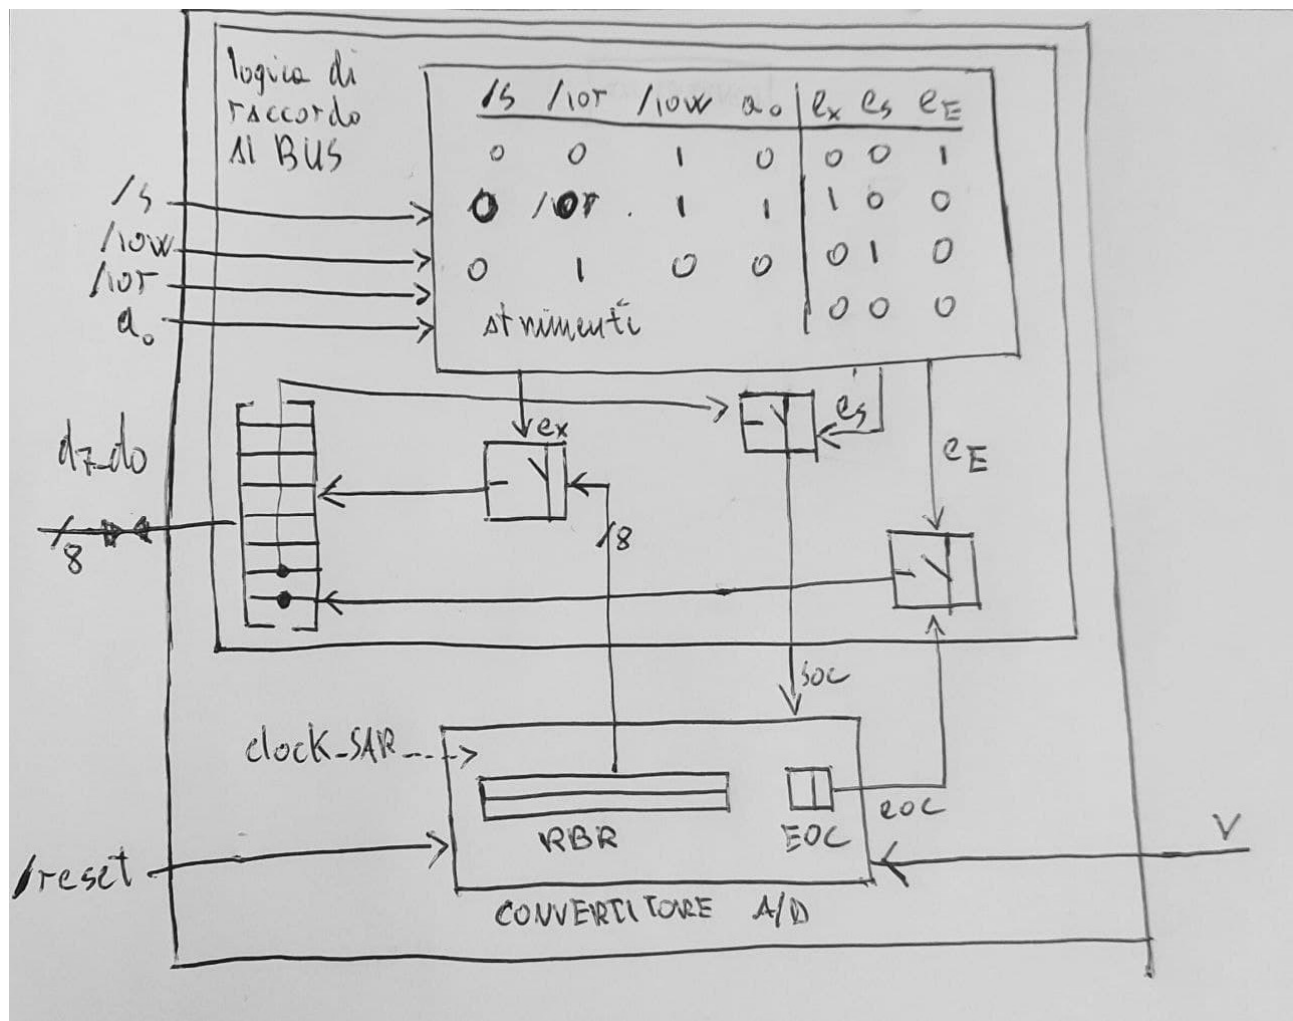 logica di
raccordo
al BUS
/s /ior /iow a0 ex es eE
0 0 1 0 0 0 1
0 /ior 1 1 1 0 0
0 1 0 0 0 1 0
altrimenti 0 0 0
/s
/iow
/ior
a0
d7_d0
/8
ex
es
eE
/8
soc
clock_SAR
RBR
EOC
eoc
/reset
V
CONVERTITORE A/D